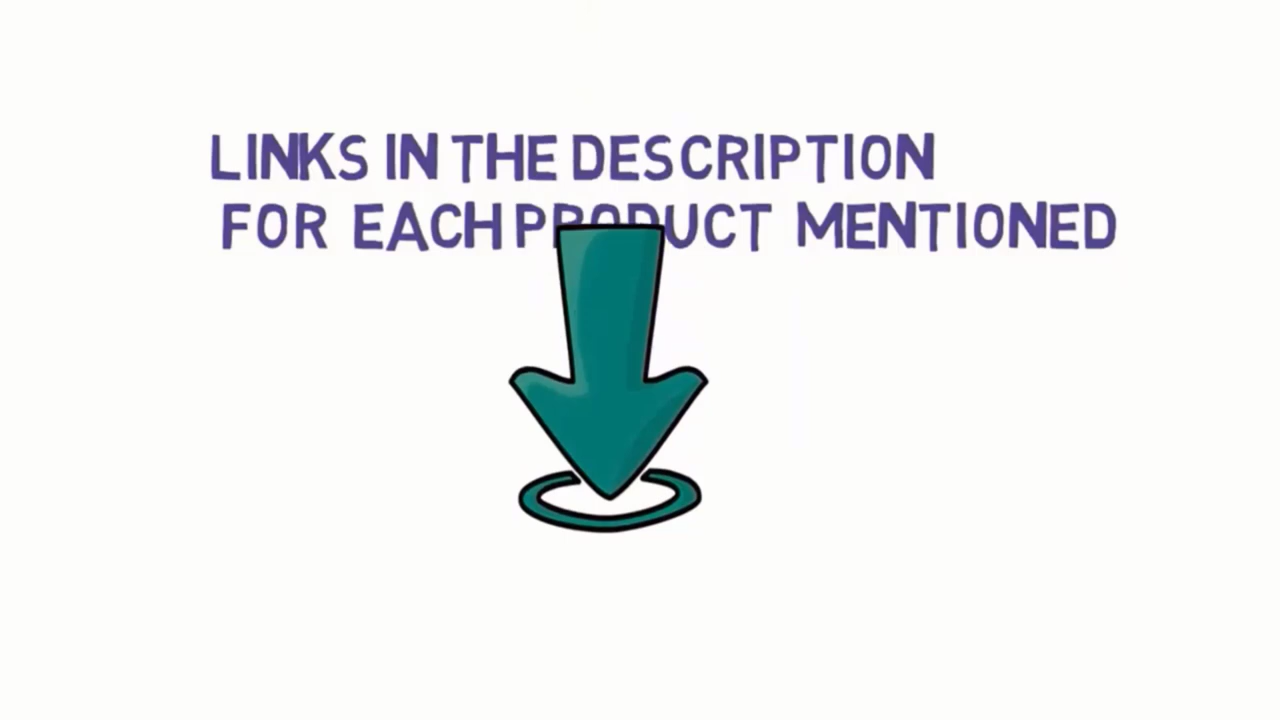 LINKS IN THE DESCRIPTION
FOR EACH PRODUCT MENTIONED